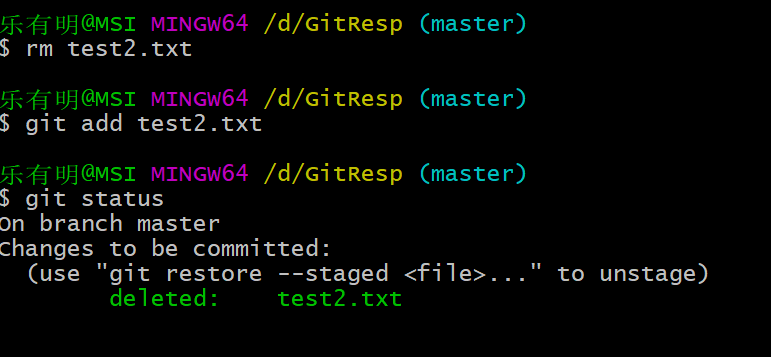 乐有明@MSI MINGW64 /d/GitResp (master)
$ rm test2.txt
乐有明@MSI MINGW64 /d/GitResp (master)
$ git add test2.txt
乐有明@MSI MINGW64 /d/GitResp (master)
$ git status
On branch master
Changes to be committed:
  (use "git restore --staged <file>..." to unstage)
        deleted:    test2.txt